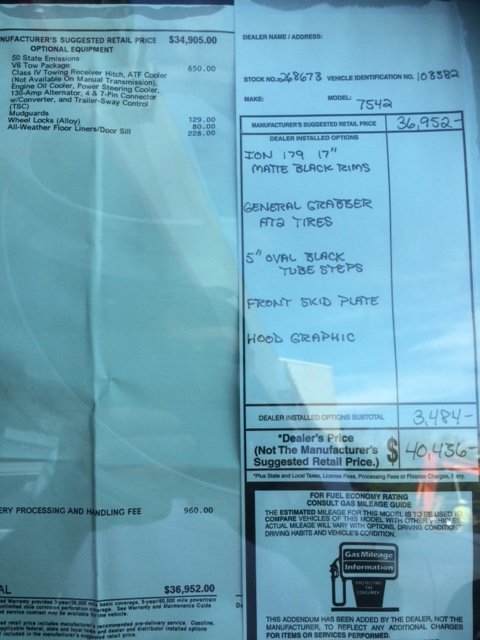 NUFACTURER'S SUGGESTED RETAIL PRICE $34,905.00
OPTIONAL EQUIPMENT
50 State Emissions
V6 Tow Package: 650.00
Class IV Towing Receiver Hitch, ATF Cooler
(Not Available On Manual Transmission),
Engine Oil Cooler, Power Steering Cooler,
130-Amp Alternator, 4 & 7-Pin Connector
w/Converter, and Trailer-Sway Control
(TSC)
Mudguards 129.00
Wheel Locks (Alloy) 80.00
All-Weather Floor Liners/Door Sill 228.00
ERY PROCESSING AND HANDLING FEE 960.00
AL $36,952.00
DEALER NAME / ADDRESS:
STOCK NO. 268673 VEHICLE IDENTIFICATION NO. 103382
MAKE: MODEL: 7542
MANUFACTURER'S SUGGESTED RETAIL PRICE 36,952-
DEALER INSTALLED OPTIONS
ION 179 17"
MATTE BLACK RIMS
GENERAL GRABBER
AT2 TIRES
5" OVAL BLACK
TUBE STEPS
FRONT SKID PLATE
HOOD GRAPHIC
DEALER INSTALLED OPTIONS SUBTOTAL 3,484-
*Dealer's Price
(Not The Manufacturer's
Suggested Retail Price.) $ 40,436-
*Plus State and Local Taxes, License Fees, Processing Fees or Finance Charges, if any.
FOR FUEL ECONOMY RATING
CONSULT GAS MILEAGE GUIDE
THE ESTIMATED MILEAGE FOR THIS MODEL IS TO BE USED TO
COMPARE VEHICLES OF THIS MODEL WITH OTHER VEHICLES.
ACTUAL MILEAGE WILL VARY WITH OPTIONS, DRIVING CONDITIONS
DRIVING HABITS AND VEHICLE'S CONDITION.
Gas Mileage
Information
PROTECTING
THE
CONSUMER
THIS ADDENDUM HAS BEEN ADDED BY THE DEALER, NOT THE
MANUFACTURER, TO REFLECT ANY ADDITIONAL CHARGES
FOR ITEMS OR SERVICES PERFORMED.